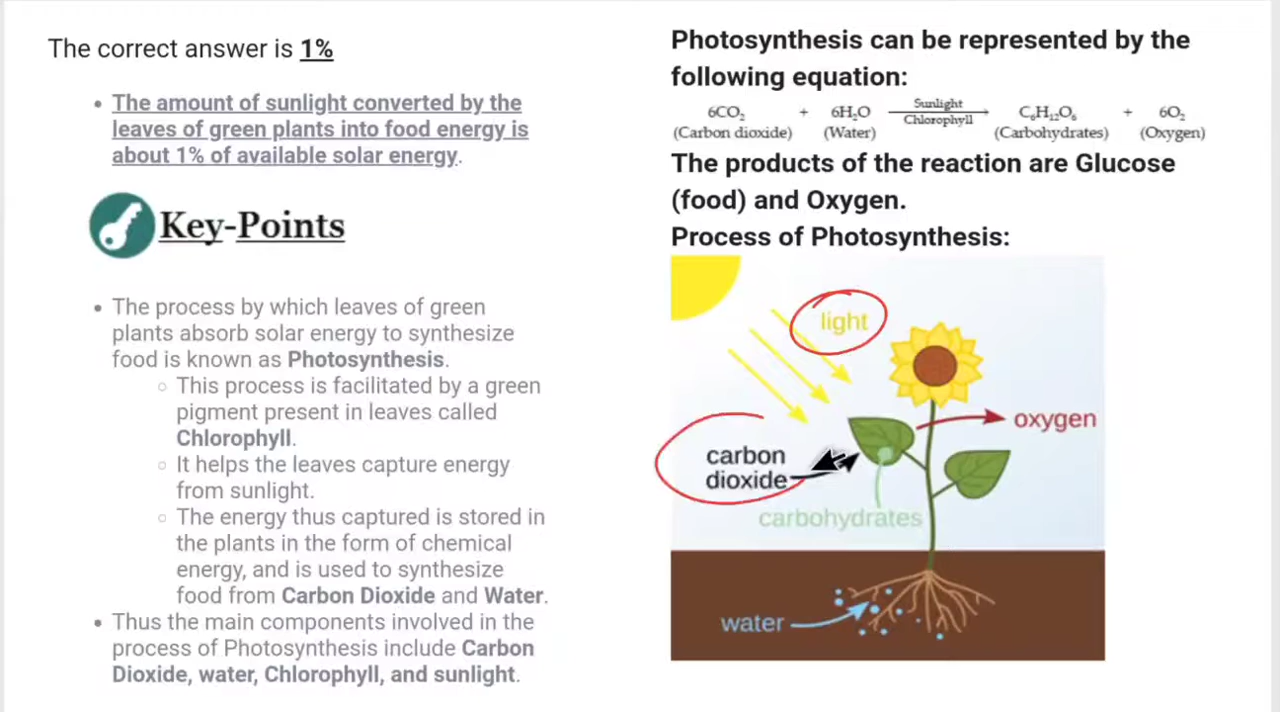 The correct answer is 1%
• The amount of sunlight converted by the
leaves of green plants into food energy is
about 1% of available solar energy.
Key-Points
• The process by which leaves of green
plants absorb solar energy to synthesize
food is known as Photosynthesis.
○ This process is facilitated by a green
pigment present in leaves called
Chlorophyll.
○ It helps the leaves capture energy
from sunlight.
○ The energy thus captured is stored in
the plants in the form of chemical
energy, and is used to synthesize
food from Carbon Dioxide and Water.
• Thus the main components involved in the
process of Photosynthesis include Carbon
Dioxide, water, Chlorophyll, and sunlight.
Photosynthesis can be represented by the
following equation:
6CO₂ + 6H₂O Sunlight C₆H₁₂O₆ + 6O₂
Chlorophyll
(Carbon dioxide) (Water) (Carbohydrates) (Oxygen)
The products of the reaction are Glucose
(food) and Oxygen.
Process of Photosynthesis:
light
oxygen
carbon
dioxide
carbohydrates
water